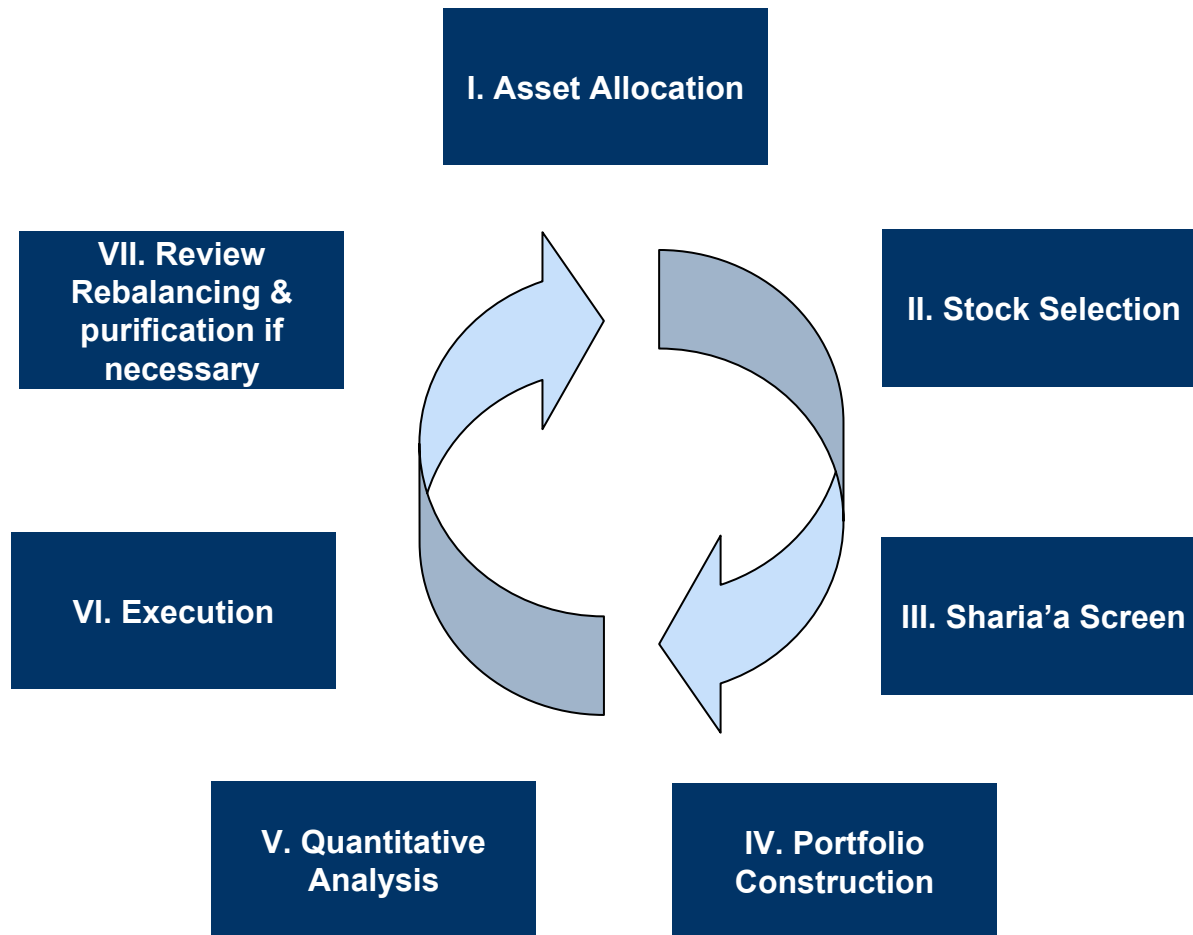 I. Asset Allocation
II. Stock Selection
III. Sharia’a Screen
IV. Portfolio
Construction
V. Quantitative
Analysis
VI. Execution
VII. Review
Rebalancing &
purification if
necessary